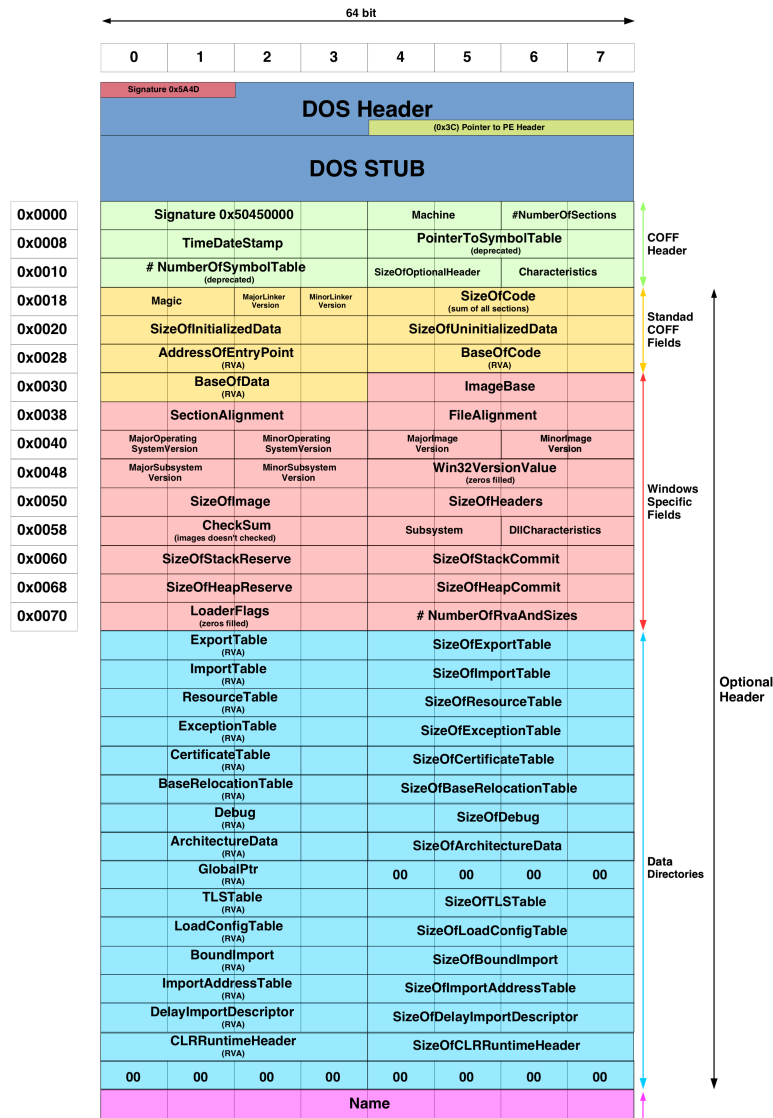 64 bit
0 1 2 3 4 5 6 7
Signature 0x5A4D
DOS Header
(0x3C) Pointer to PE Header
DOS STUB
0x0000 Signature 0x50450000 Machine #NumberOfSections
0x0008 TimeDateStamp PointerToSymbolTable
(deprecated)
COFF
Header
0x0010 # NumberOfSymbolTable SizeOfOptionalHeader Characteristics
(deprecated)
0x0018 Magic MajorLinker MinorLinker SizeOfCode
Version Version (sum of all sections)
0x0020 SizeOfInitializedData SizeOfUninitializedData
Standad
COFF
Fields
0x0028 AddressOfEntryPoint BaseOfCode
(RVA) (RVA)
0x0030 BaseOfData ImageBase
(RVA)
0x0038 SectionAlignment FileAlignment
0x0040 MajorOperating MinorOperating MajorImage MinorImage
SystemVersion SystemVersion Version Version
0x0048 MajorSubsystem MinorSubsystem Win32VersionValue
Version Version (zeros filled)
0x0050 SizeOfImage SizeOfHeaders
Windows
Specific
Fields
0x0058 CheckSum Subsystem DllCharacteristics
(images doesn't checked)
0x0060 SizeOfStackReserve SizeOfStackCommit
0x0068 SizeOfHeapReserve SizeOfHeapCommit
0x0070 LoaderFlags # NumberOfRvaAndSizes
(zeros filled)
ExportTable SizeOfExportTable
(RVA)
ImportTable SizeOfImportTable
(RVA)
Optional
Header
ResourceTable SizeOfResourceTable
(RVA)
ExceptionTable SizeOfExceptionTable
(RVA)
CertificateTable SizeOfCertificateTable
(RVA)
BaseRelocationTable SizeOfBaseRelocationTable
(RVA)
Debug SizeOfDebug
(RVA)
ArchitectureData SizeOfArchitectureData
(RVA)
GlobalPtr 00 00 00 00
(RVA)
Data
Directories
TLSTable SizeOfTLSTable
(RVA)
LoadConfigTable SizeOfLoadConfigTable
(RVA)
BoundImport SizeOfBoundImport
(RVA)
ImportAddressTable SizeOfImportAddressTable
(RVA)
DelayImportDescriptor SizeOfDelayImportDescriptor
(RVA)
CLRRuntimeHeader SizeOfCLRRuntimeHeader
(RVA)
00 00 00 00 00 00 00 00
Name